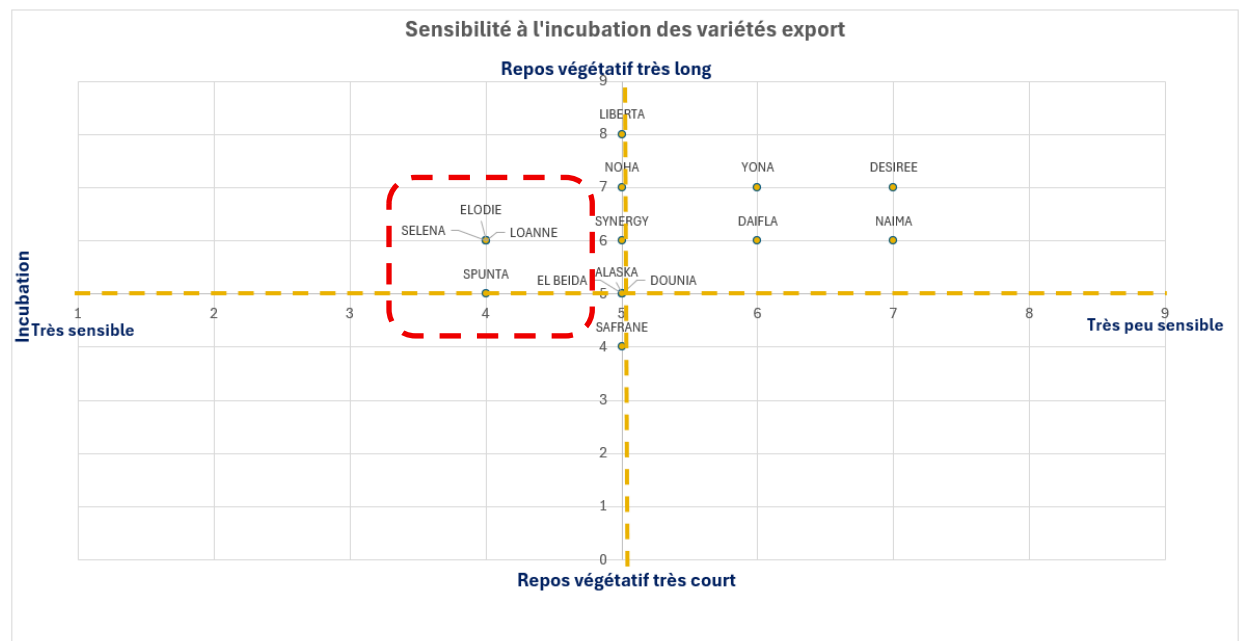 Sensibilité à l'incubation des variétés export
Repos végétatif très long
9
LIBERTA
8
NOHA YONA DESIREE
7
ELODIE
SELENA LOANNE SYNERGY DAIFLA NAIMA
6
SPUNTA EL BEIDA ALASKA DOUNIA
5
Incubation
1 2 3 4 5 6 7 8 9
Très sensible Très peu sensible
SAFRANE
4
3
2
1
0
Repos végétatif très court